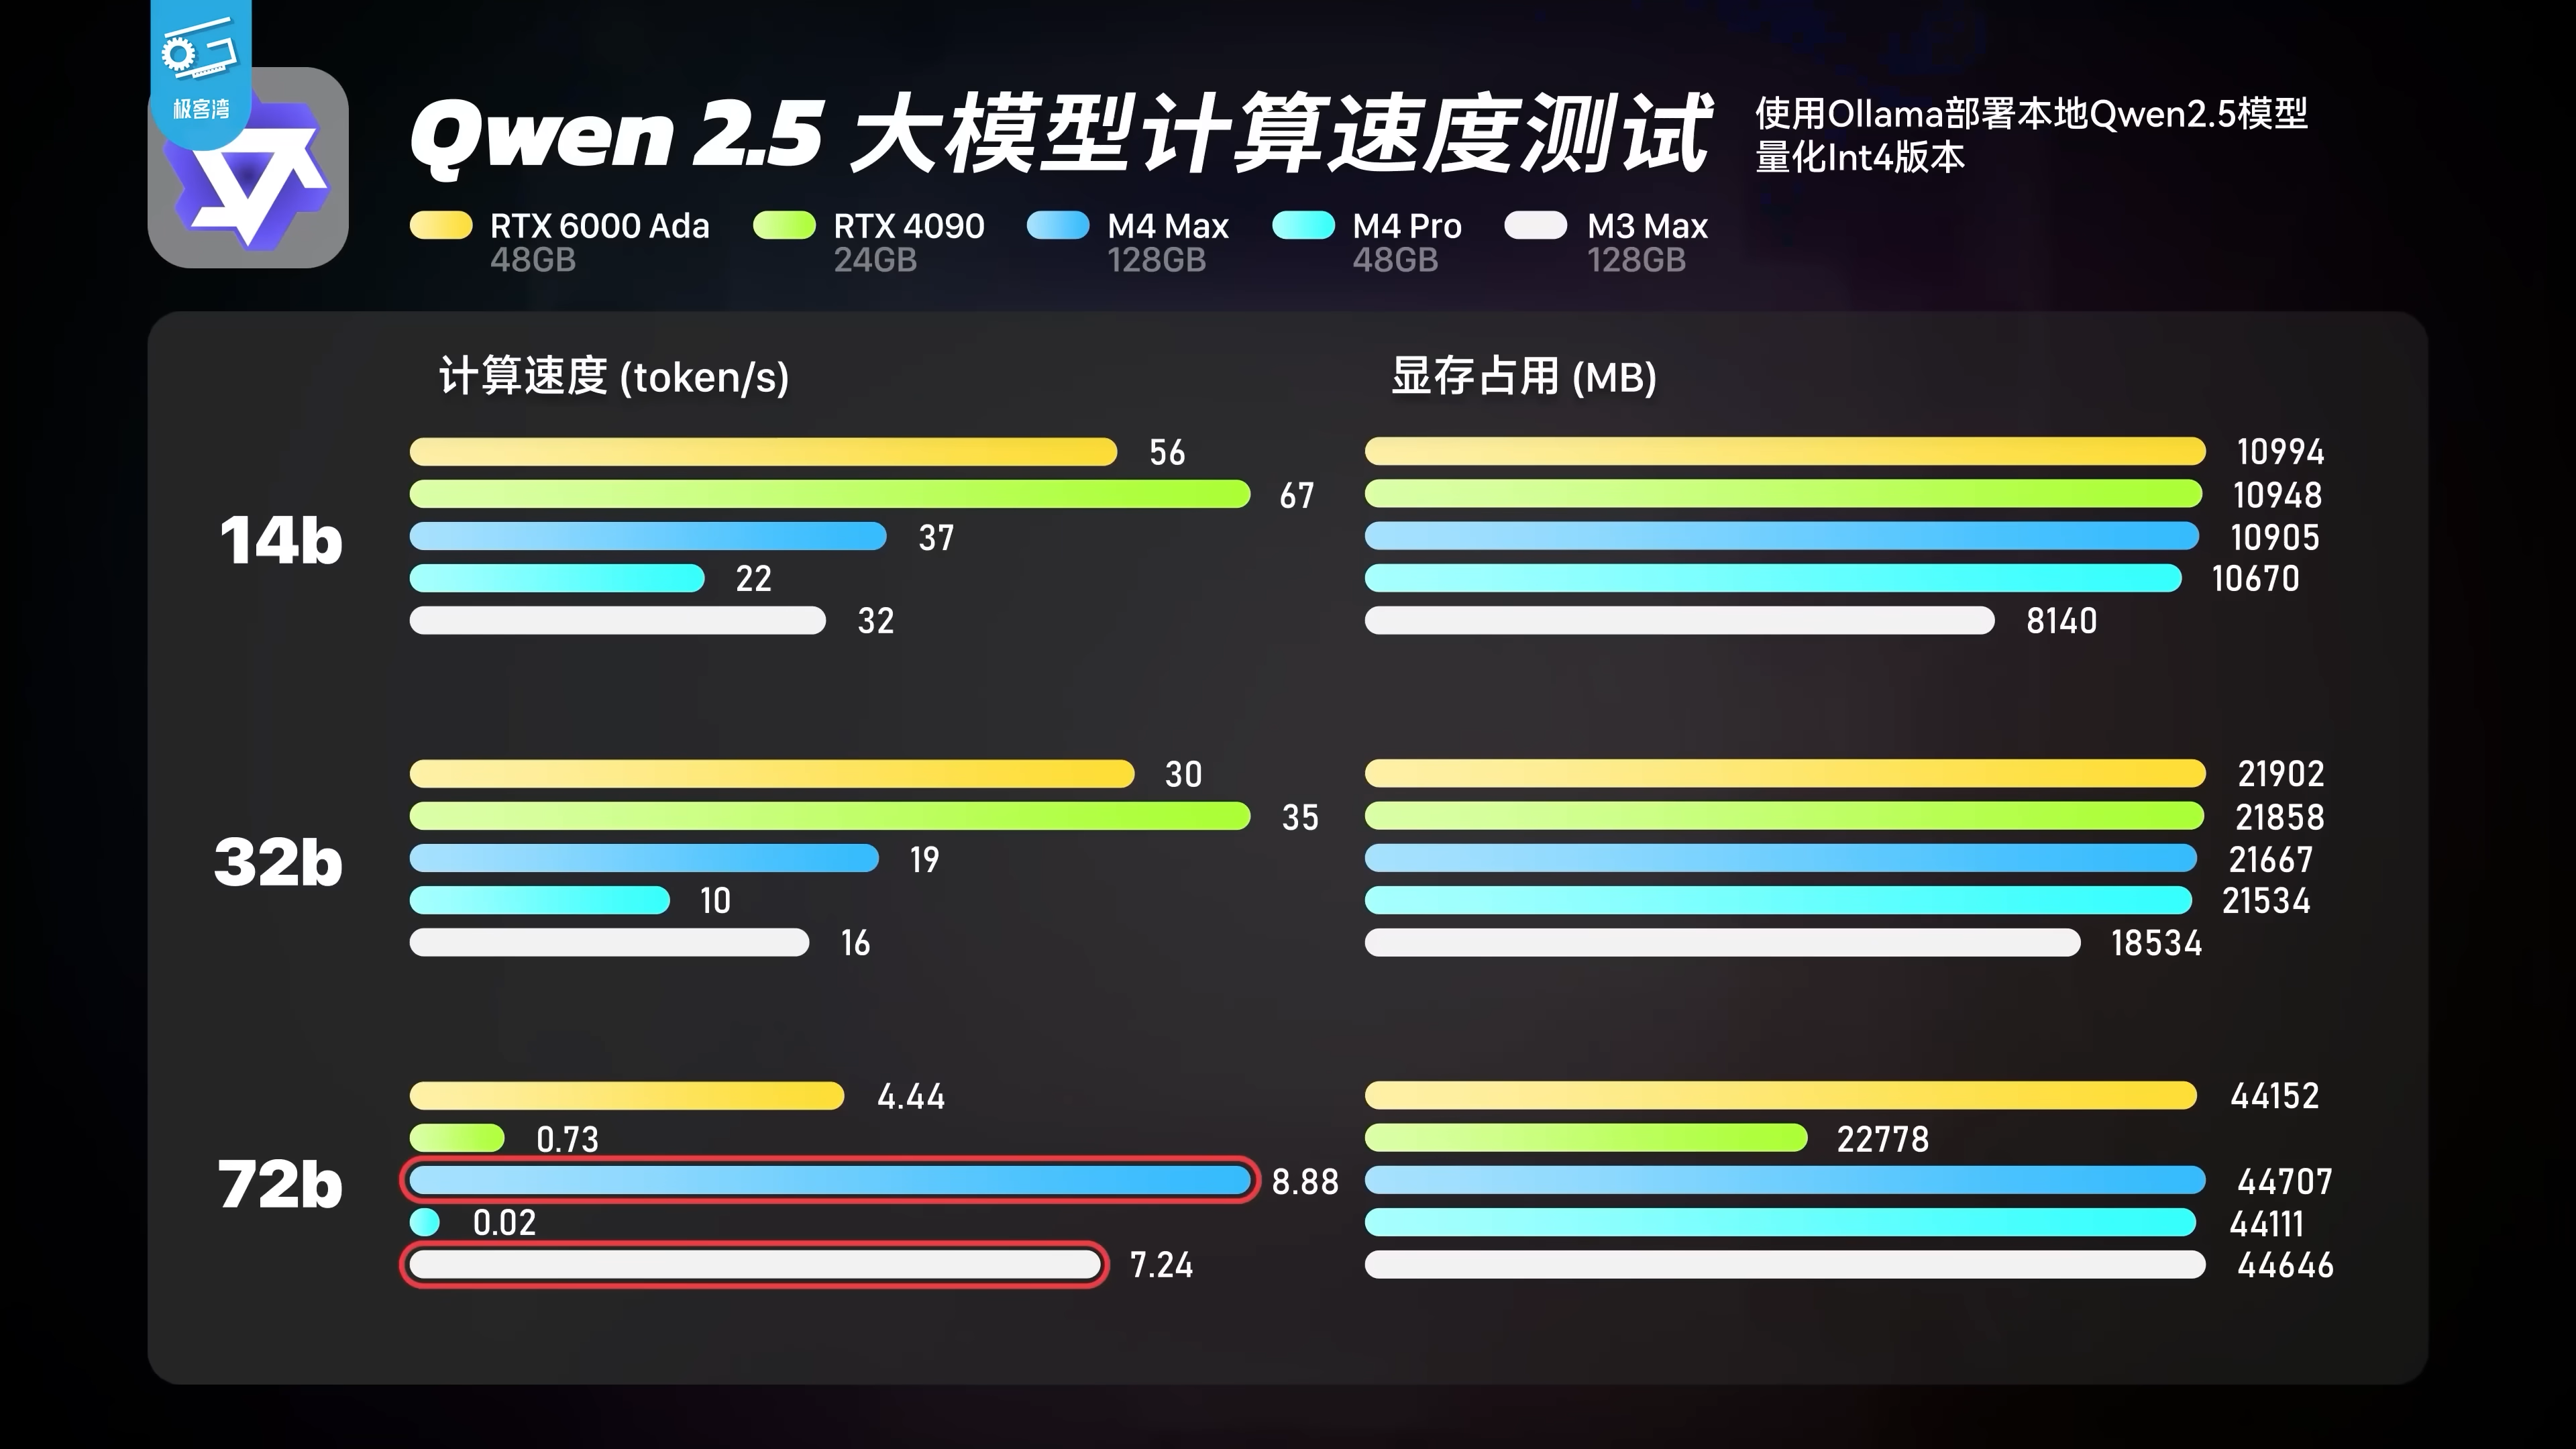 极客湾
Qwen 2.5 大模型计算速度测试
使用Ollama部署本地Qwen2.5模型
量化Int4版本
RTX 6000 Ada
48GB
RTX 4090
24GB
M4 Max
128GB
M4 Pro
48GB
M3 Max
128GB
计算速度 (token/s)
显存占用 (MB)
14b
56
67
37
22
32
10994
10948
10905
10670
8140
32b
30
35
19
10
16
21902
21858
21667
21534
18534
72b
4.44
0.73
8.88
0.02
7.24
44152
22778
44707
44111
44646